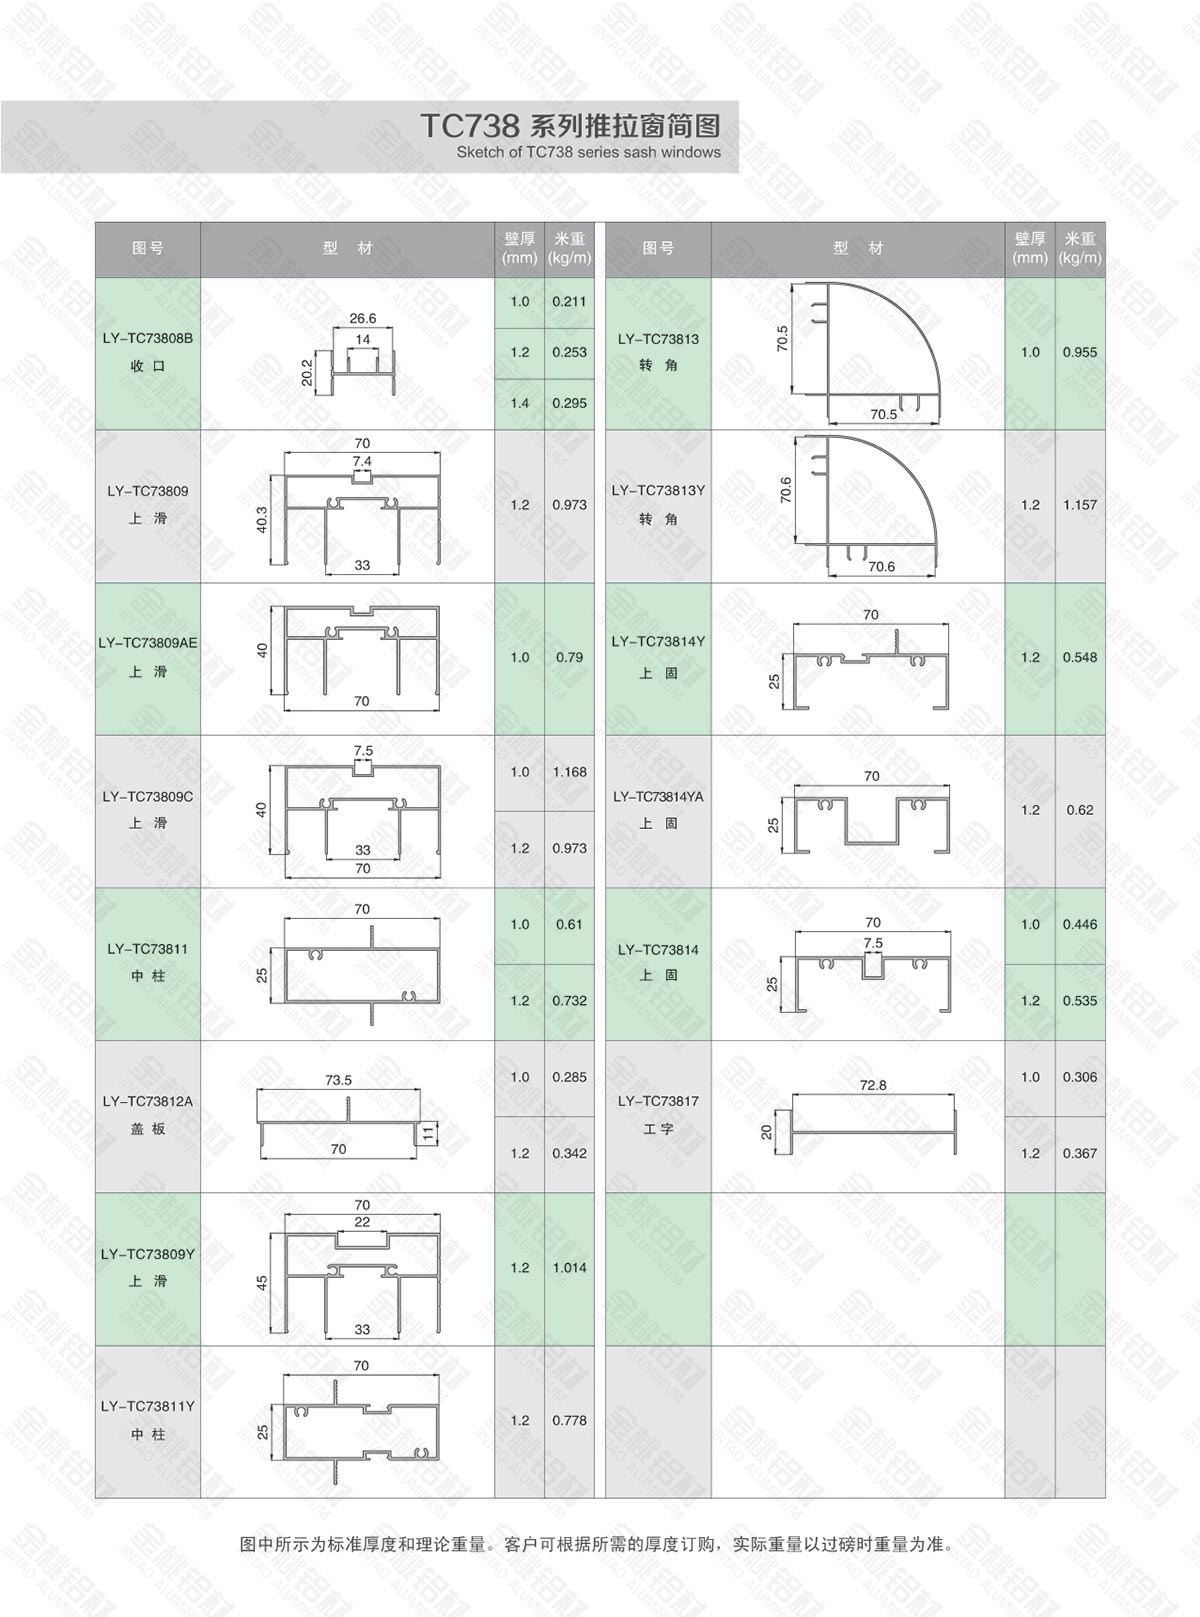 TC738 系列推拉窗简图
Sketch of TC738 series sash windows
图号 型 材 壁厚(mm) 米重(kg/m)
LY-TC73808B
收 口
26.6
14
20.2
1.0 0.211
1.2 0.253
1.4 0.295
LY-TC73809
上 滑
70
7.4
40.3
33
1.2 0.973
LY-TC73809AE
上 滑
40
70
1.0 0.79
LY-TC73809C
上 滑
7.5
40
33
70
1.0 1.168
1.2 0.973
LY-TC73811
中 柱
70
25
1.0 0.61
1.2 0.732
LY-TC73812A
盖 板
73.5
11
70
1.0 0.285
1.2 0.342
LY-TC73809Y
上 滑
70
22
45
33
1.2 1.014
LY-TC73811Y
中 柱
70
25
1.2 0.778
图号 型 材 壁厚(mm) 米重(kg/m)
LY-TC73813
转 角
70.5
70.5
1.0 0.955
LY-TC73813Y
转 角
70.6
70.6
1.2 1.157
LY-TC73814Y
上 固
70
25
1.2 0.548
LY-TC73814YA
上 固
70
25
1.2 0.62
LY-TC73814
上 固
70
7.5
25
1.0 0.446
1.2 0.535
LY-TC73817
工 字
72.8
20
1.0 0.306
1.2 0.367
图中所示为标准厚度和理论重量。客户可根据所需的厚度订购，实际重量以过磅时重量为准。
金桃铝材
JINTAO ALUMINIUM